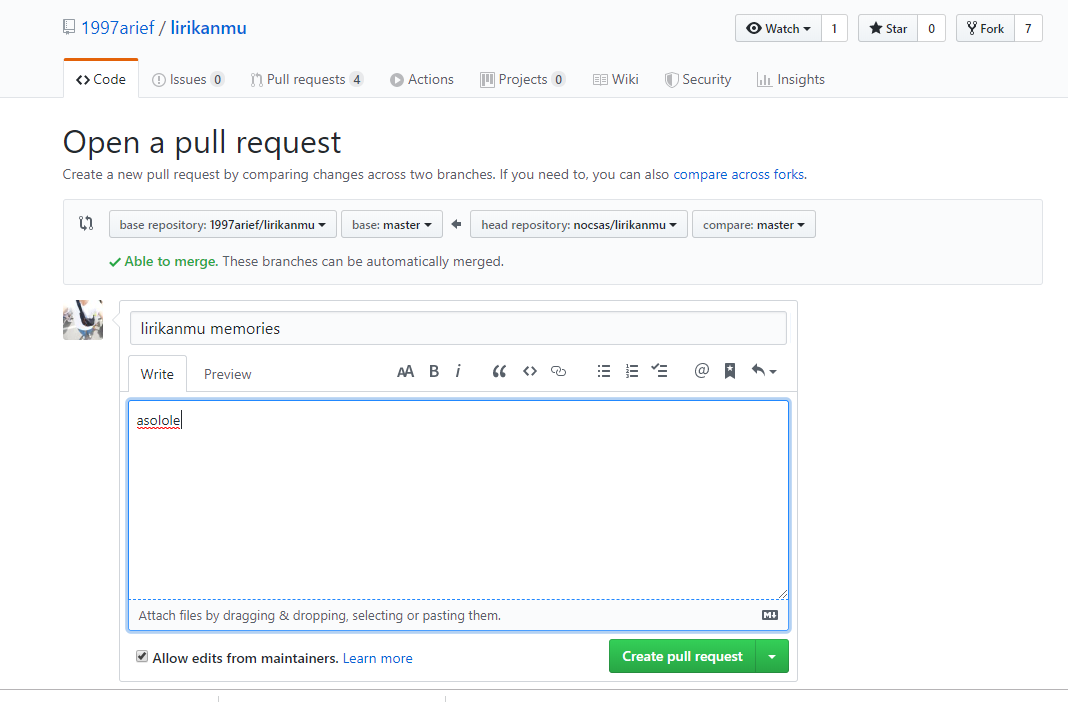 1997arief / lirikanmu
Watch 1 Star 0 Fork 7
Code Issues 0 Pull requests 4 Actions Projects 0 Wiki Security Insights
Open a pull request
Create a new pull request by comparing changes across two branches. If you need to, you can also compare across forks.
base repository: 1997arief/lirikanmu base: master head repository: nocsas/lirikanmu compare: master
Able to merge. These branches can be automatically merged.
lirikanmu memories
Write Preview AA B i @
asolole
Attach files by dragging & dropping, selecting or pasting them.
Allow edits from maintainers. Learn more Create pull request